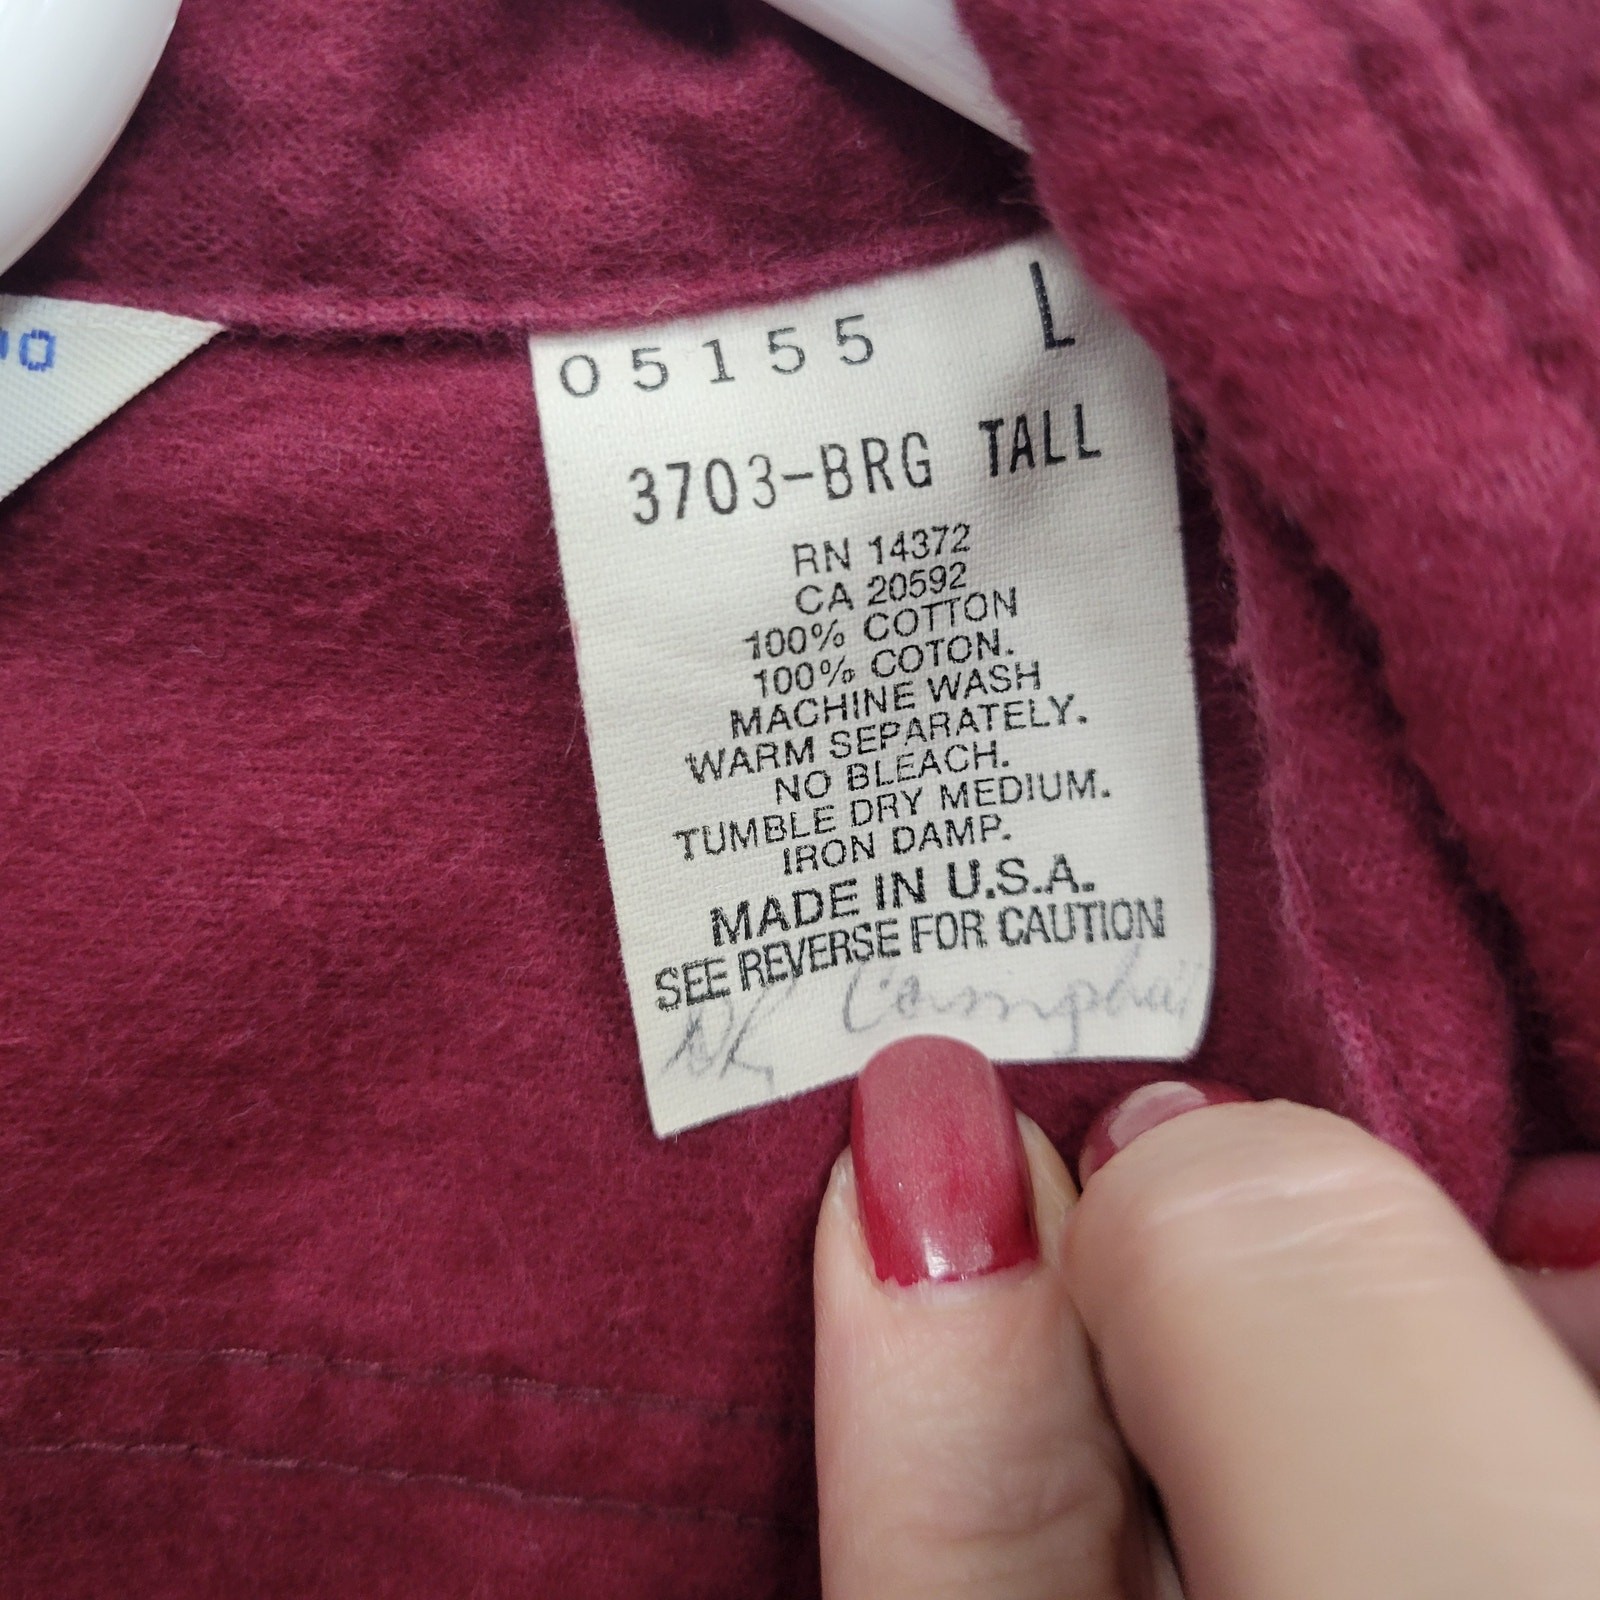 05155 L
3703-BRG TALL
RN 14372
CA 20592
100% COTTON
100% COTON.
MACHINE WASH
WARM SEPARATELY.
NO BLEACH.
TUMBLE DRY MEDIUM.
IRON DAMP.
MADE IN U.S.A.
SEE REVERSE FOR CAUTION